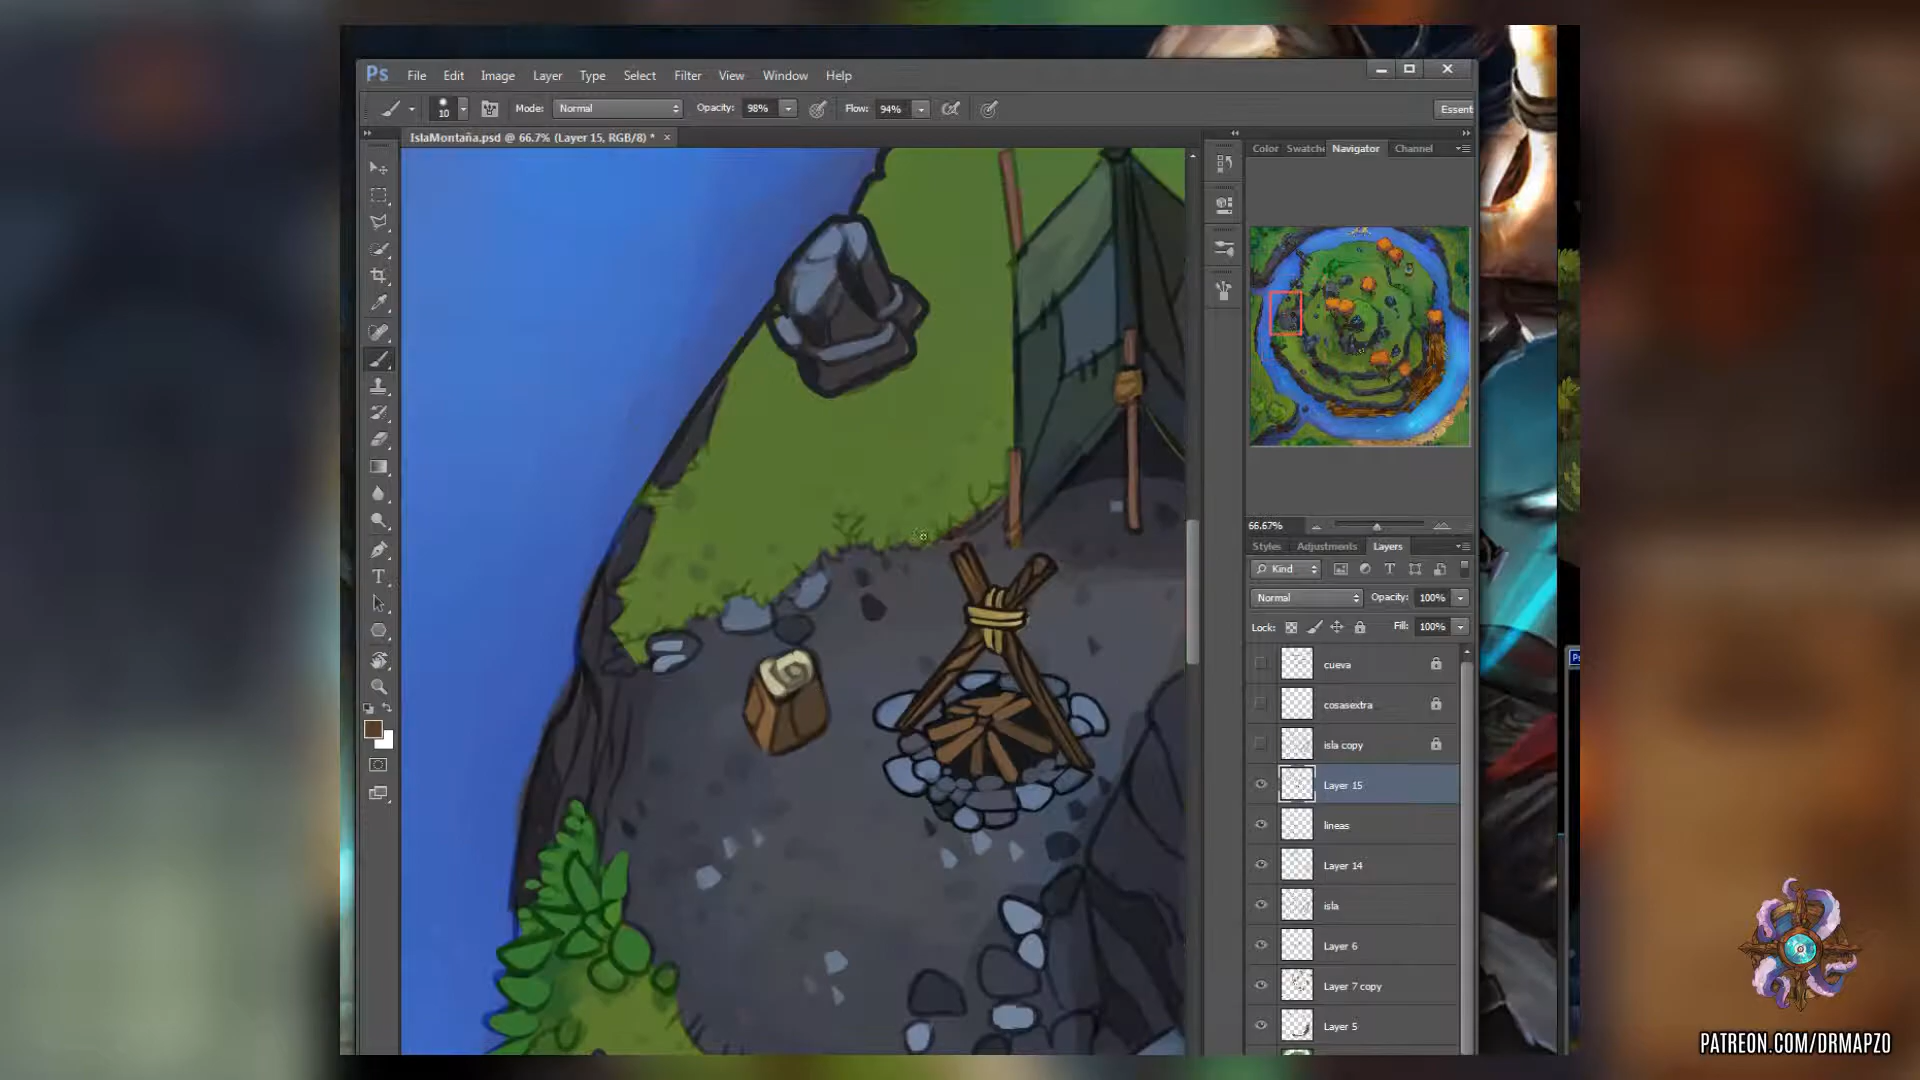 Ps File Edit Image Layer Type Select Filter View Window Help
10 Mode: Normal Opacity: 98% Flow: 94% Essent
IslaMontaña.psd @ 66.7% (Layer 15, RGB/8) * ×
Color Swatche Navigator Channel
66.67%
Styles Adjustments Layers
Kind
Normal Opacity: 100%
Lock: Fill: 100%
cueva
cosasextra
isla copy
Layer 15
lineas
Layer 14
isla
Layer 6
Layer 7 copy
Layer 5
Ps
PATREON.COM/DRMAPZO